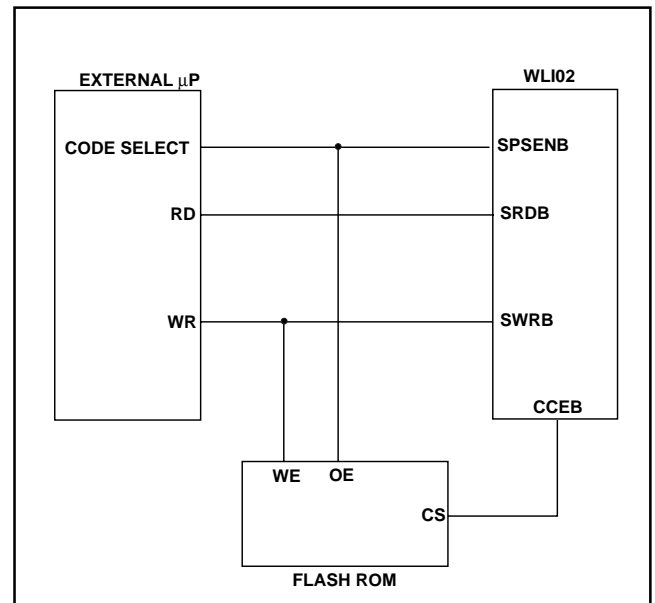 EXTERNAL μP
WLI02
CODE SELECT
SPSENB
RD
SRDB
WR
SWRB
CCEB
WE OE
CS
FLASH ROM